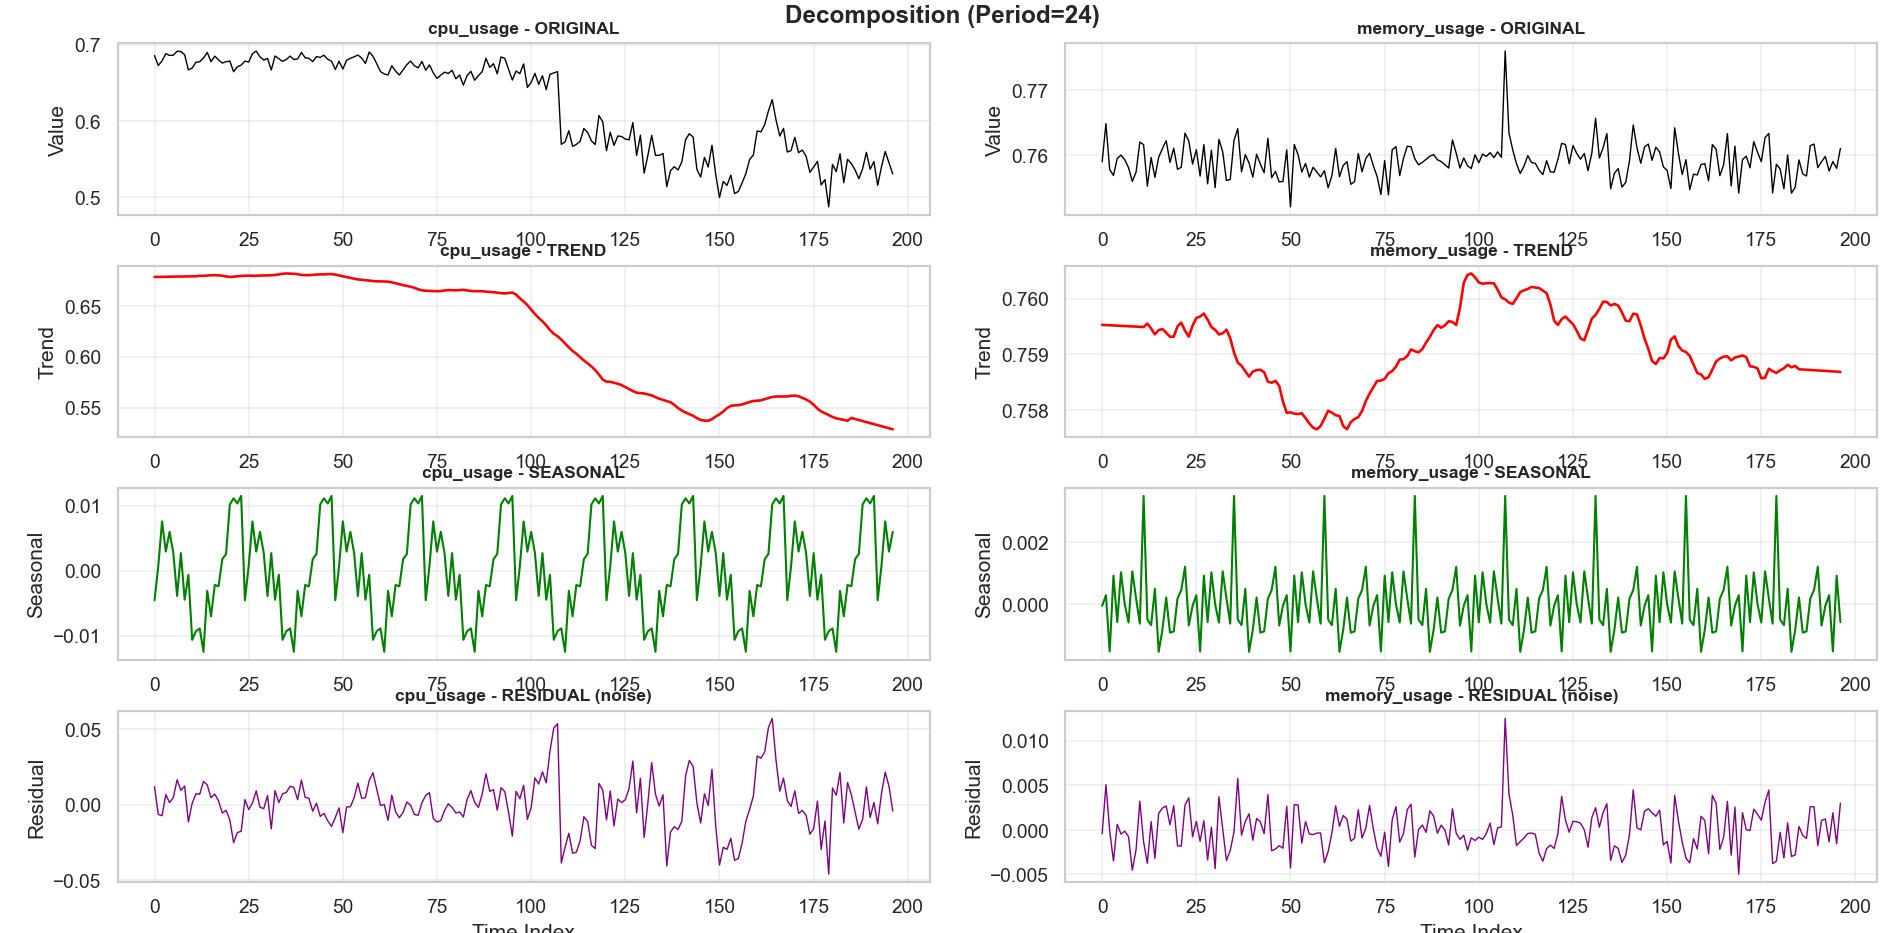 Decomposition (Period=24)
cpu_usage - ORIGINAL
Value
0.7
0.6
0.5
0 25 50 75 100 125 150 175 200
memory_usage - ORIGINAL
Value
0.77
0.76
0 25 50 75 100 125 150 175 200
cpu_usage - TREND
Trend
0.65
0.60
0.55
0 25 50 75 100 125 150 175 200
memory_usage - TREND
Trend
0.760
0.759
0.758
0 25 50 75 100 125 150 175 200
cpu_usage - SEASONAL
Seasonal
0.01
0.00
−0.01
0 25 50 75 100 125 150 175 200
memory_usage - SEASONAL
Seasonal
0.002
0.000
0 25 50 75 100 125 150 175 200
cpu_usage - RESIDUAL (noise)
Residual
0.05
0.00
−0.05
0 25 50 75 100 125 150 175 200
Time Index
memory_usage - RESIDUAL (noise)
Residual
0.010
0.005
0.000
−0.005
0 25 50 75 100 125 150 175 200
Time Index